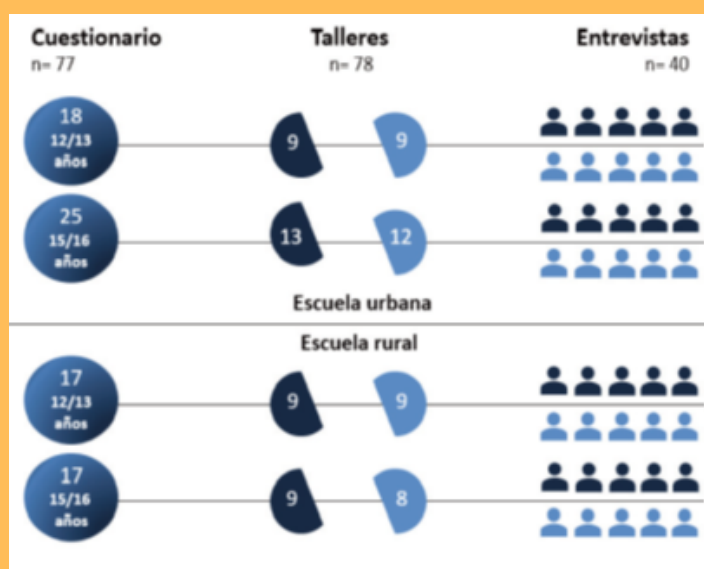 Cuestionario
n= 77
Talleres
n= 78
Entrevistas
n= 40
18
12/13
años
9
9
25
15/16
años
13
12
Escuela urbana
Escuela rural
17
12/13
años
9
9
17
15/16
años
9
8